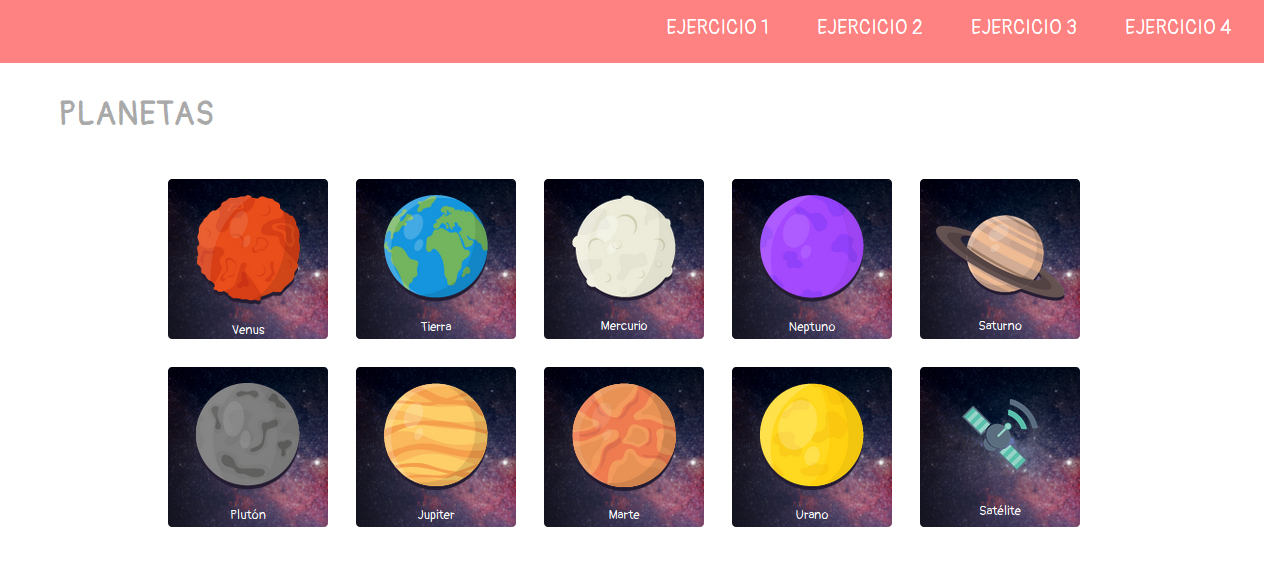 EJERCICIO 1 EJERCICIO 2 EJERCICIO 3 EJERCICIO 4
PLANETAS
Venus Tierra Mercurio Neptuno Saturno
Plutón Jupiter Marte Urano Satélite